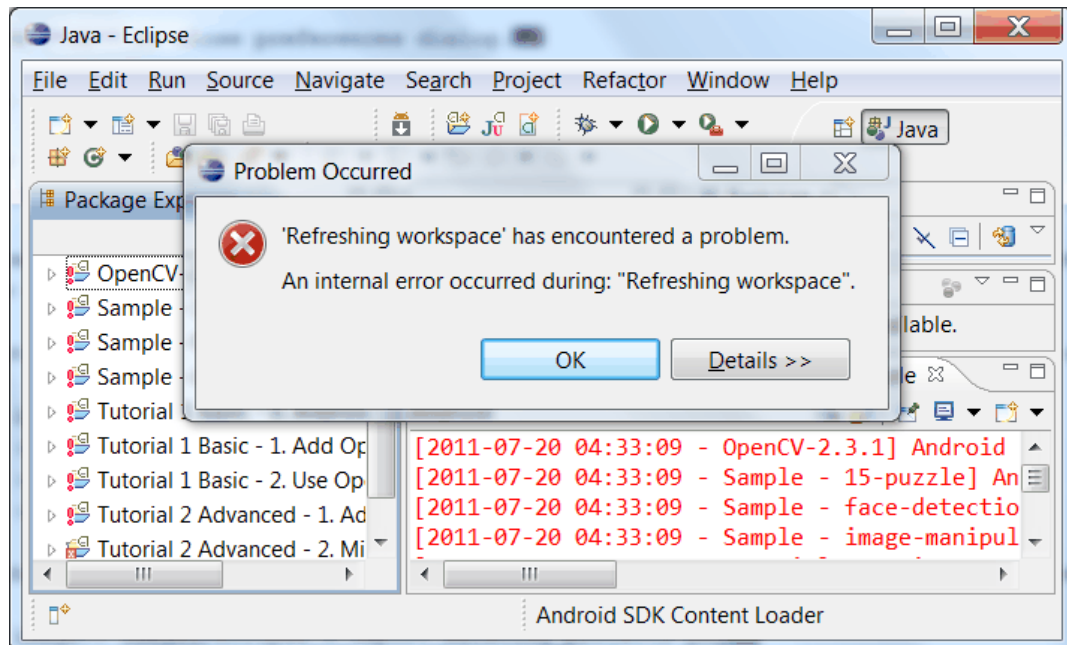 Java - Eclipse
File Edit Run Source Navigate Search Project Refactor Window Help
Java
Problem Occurred
Package Exp
'Refreshing workspace' has encountered a problem.
An internal error occurred during: "Refreshing workspace".
OpenCV-
Sample -
lable.
Sample -
OK Details >>
Sample -
le
Tutorial 1
Tutorial 1 Basic - 1. Add Op
[2011-07-20 04:33:09 - OpenCV-2.3.1] Android
Tutorial 1 Basic - 2. Use Op
[2011-07-20 04:33:09 - Sample - 15-puzzle] An
Tutorial 2 Advanced - 1. Ad
[2011-07-20 04:33:09 - Sample - face-detectio
Tutorial 2 Advanced - 2. Mi
[2011-07-20 04:33:09 - Sample - image-manipul
Android SDK Content Loader